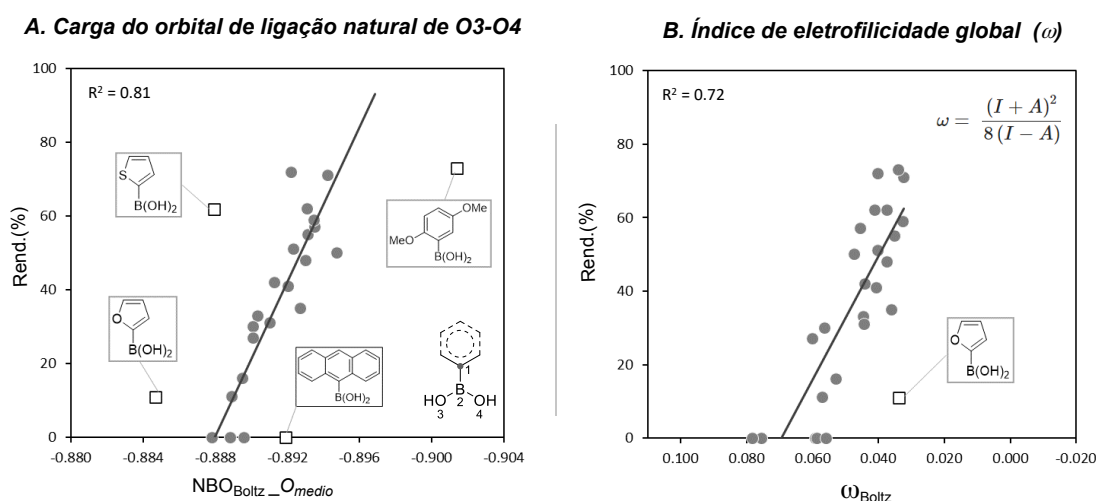 A. Carga do orbital de ligação natural de O3-O4
R² = 0.81
Rend.(%)
100
80
60
40
20
0
S
B(OH)₂
O
B(OH)₂
OMe
MeO
B(OH)₂
B(OH)₂
1
B
HO 2 OH
3 4
-0.880 -0.884 -0.888 -0.892 -0.896 -0.900 -0.904
NBO_Boltz_O_medio
B. Índice de eletrofilicidade global (ω)
R² = 0.72
ω = (I + A)² / 8 (I − A)
Rend.(%)
100
80
60
40
20
0
O
B(OH)₂
0.100 0.080 0.060 0.040 0.020 0.000 -0.020
ω_Boltz